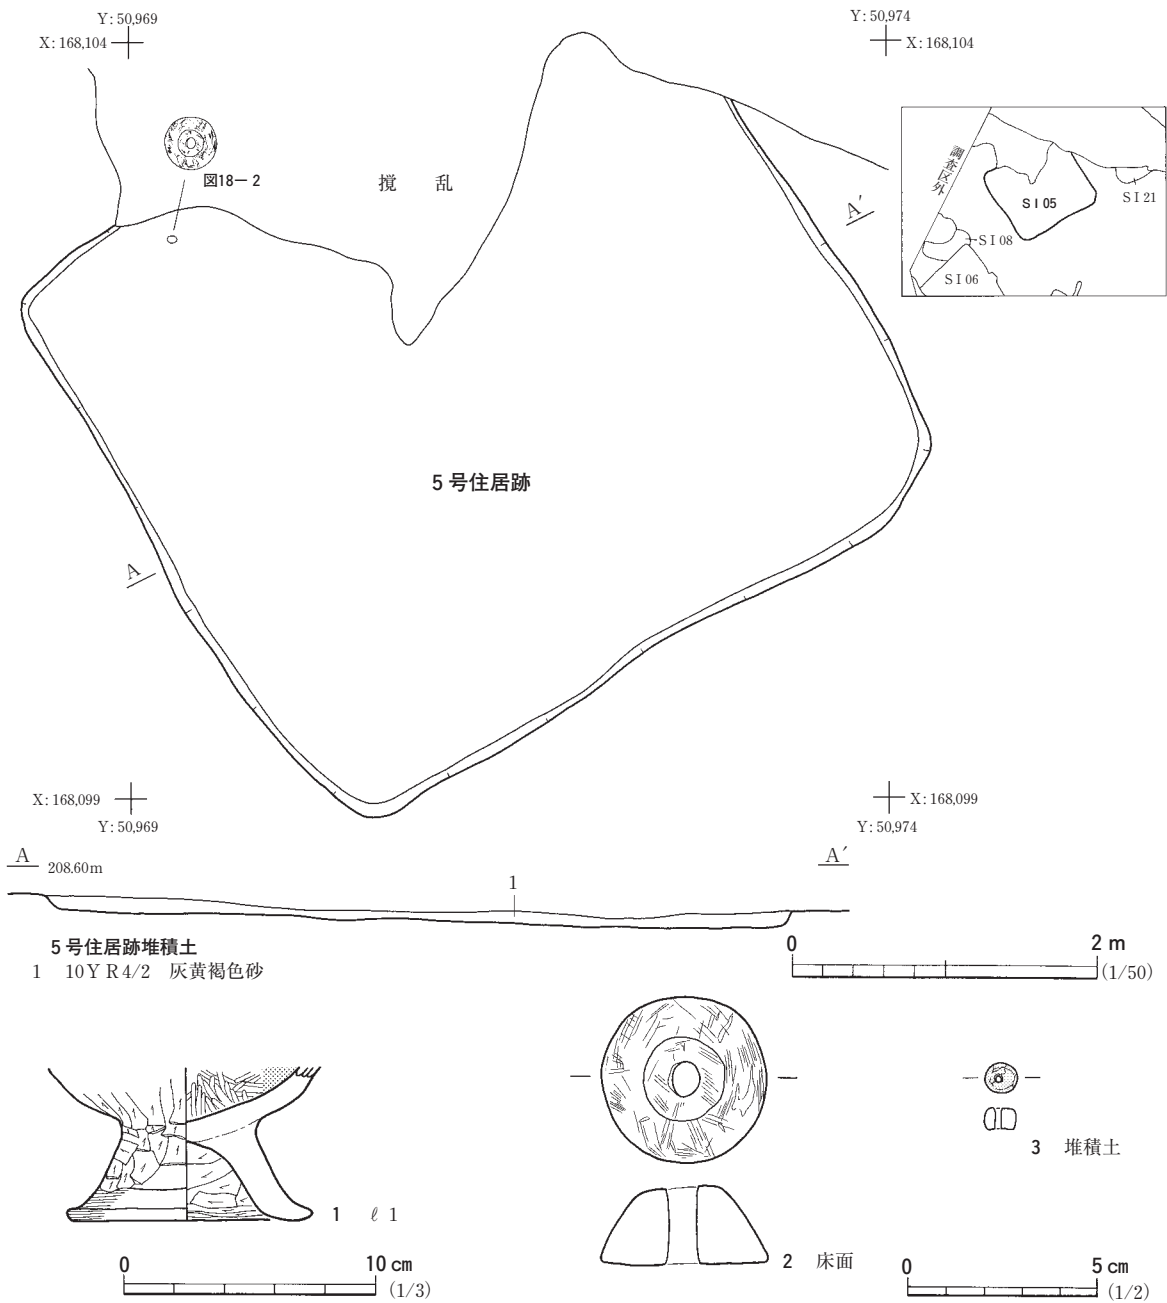 Y: 50,969
X: 168,104
Y: 50,974
X: 168,104
図18－2
撹　乱
A′
調査区外
S I 05
S I 21
S I 08
S I 06
5 号住居跡
A
X: 168,099
Y: 50,969
X: 168,099
Y: 50,974
A　208.60m
A′
1
5 号住居跡堆積土
1　10Y R 4/2　灰黄褐色砂
0　2 m
(1/50)
1　ℓ 1
2　床面
3　堆積土
0　10 cm
(1/3)
0　5 cm
(1/2)